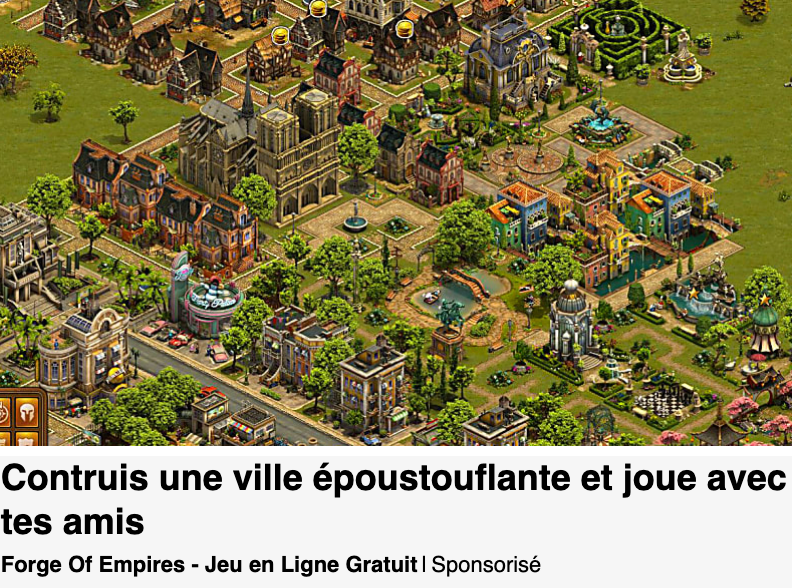 Contruis une ville époustouflante et joue avec
tes amis
Forge Of Empires - Jeu en Ligne Gratuit | Sponsorisé